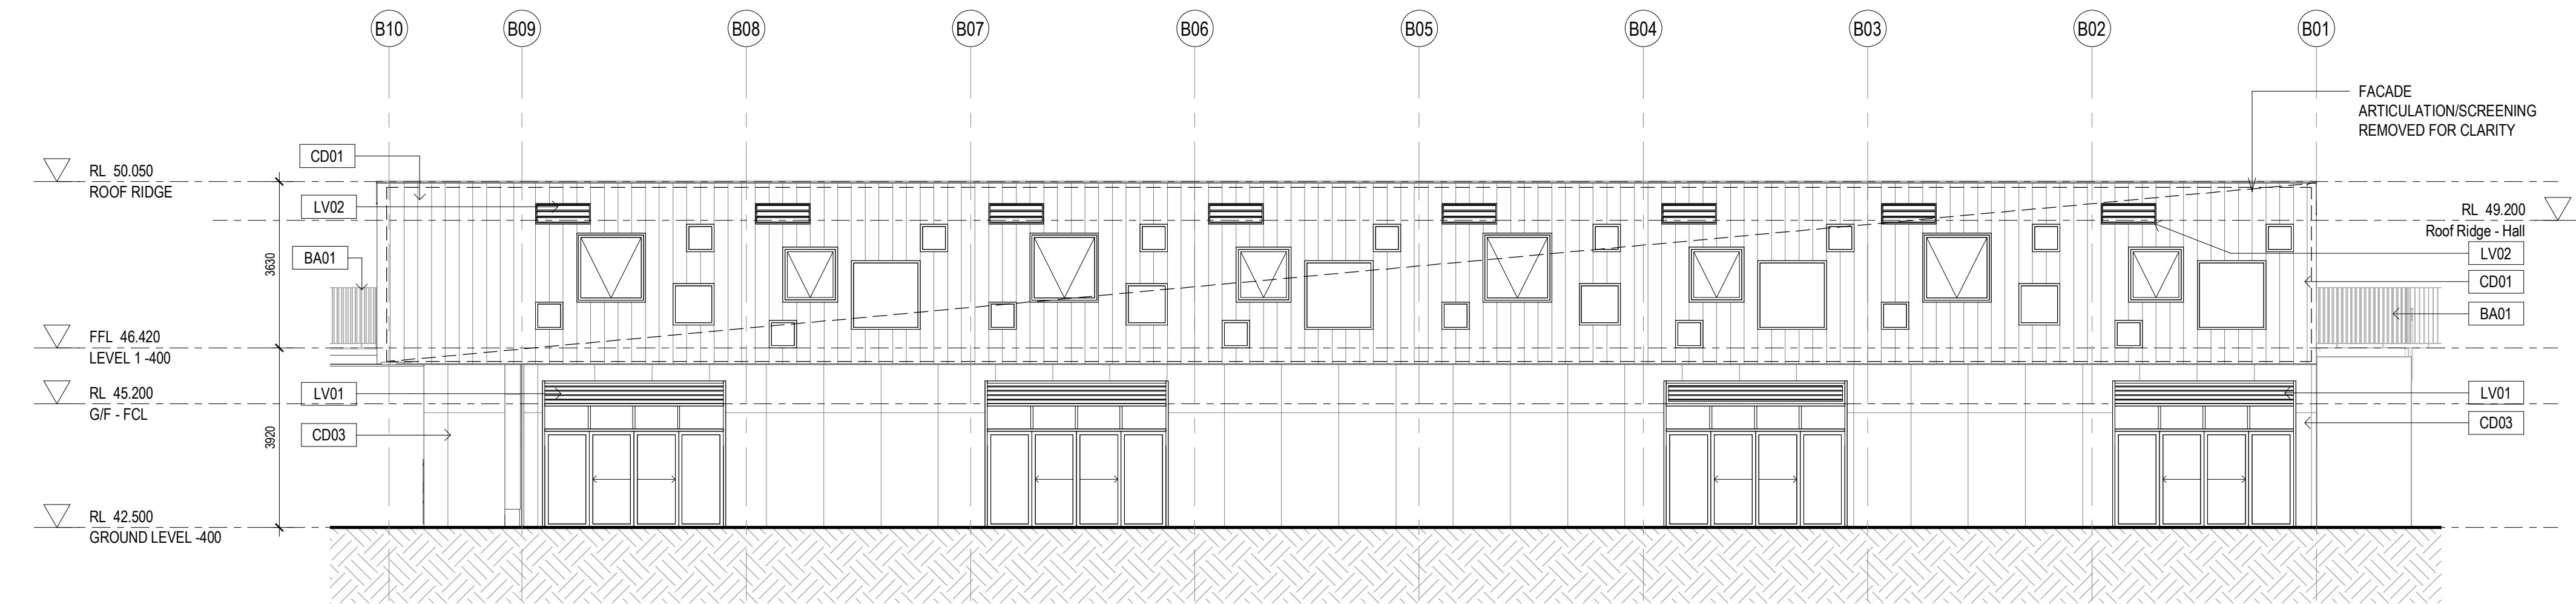 B10 B09 B08 B07 B06 B05 B04 B03 B02 B01
FACADE
ARTICULATION/SCREENING
REMOVED FOR CLARITY
CD01
RL 50.050
ROOF RIDGE
LV02
RL 49.200
Roof Ridge - Hall
LV02
BA01
3630
CD01
BA01
FFL 46.420
LEVEL 1 -400
RL 45.200
G/F - FCL
LV01
LV01
CD03
CD03
3920
RL 42.500
GROUND LEVEL -400